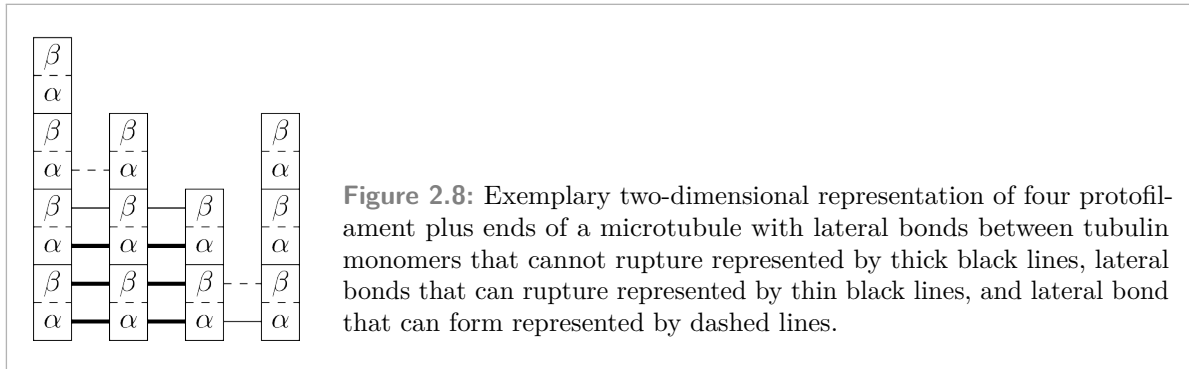 β
α
β β β
α α α
β β β β
α α α α
β β β β
α α α α
Figure 2.8: Exemplary two-dimensional representation of four protofil-
ament plus ends of a microtubule with lateral bonds between tubulin
monomers that cannot rupture represented by thick black lines, lateral
bonds that can rupture represented by thin black lines, and lateral bond
that can form represented by dashed lines.